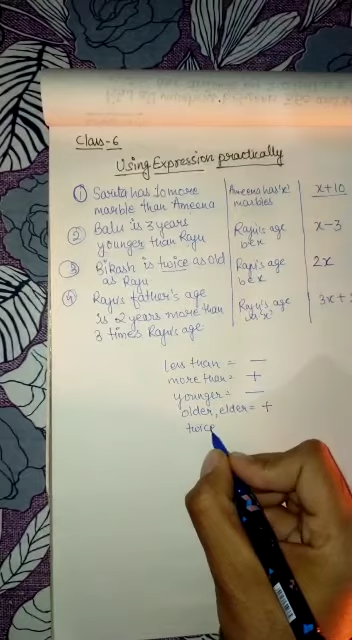 Class-6
Using Expression practically
① Sarita has 10 more marble than Ameena
Ameena has 'x' marbles
x+10
② Balu is 3 years younger than Raju
Raju's age be x
x-3
③ Bikash is twice as old as Raju
Raju's age be x
2x
④ Raju's father's age is 2 years more than 3 times Raju's age
Raju's age is 'x'
3x+
less than = -
more than = +
younger = -
older, elder = +
twice